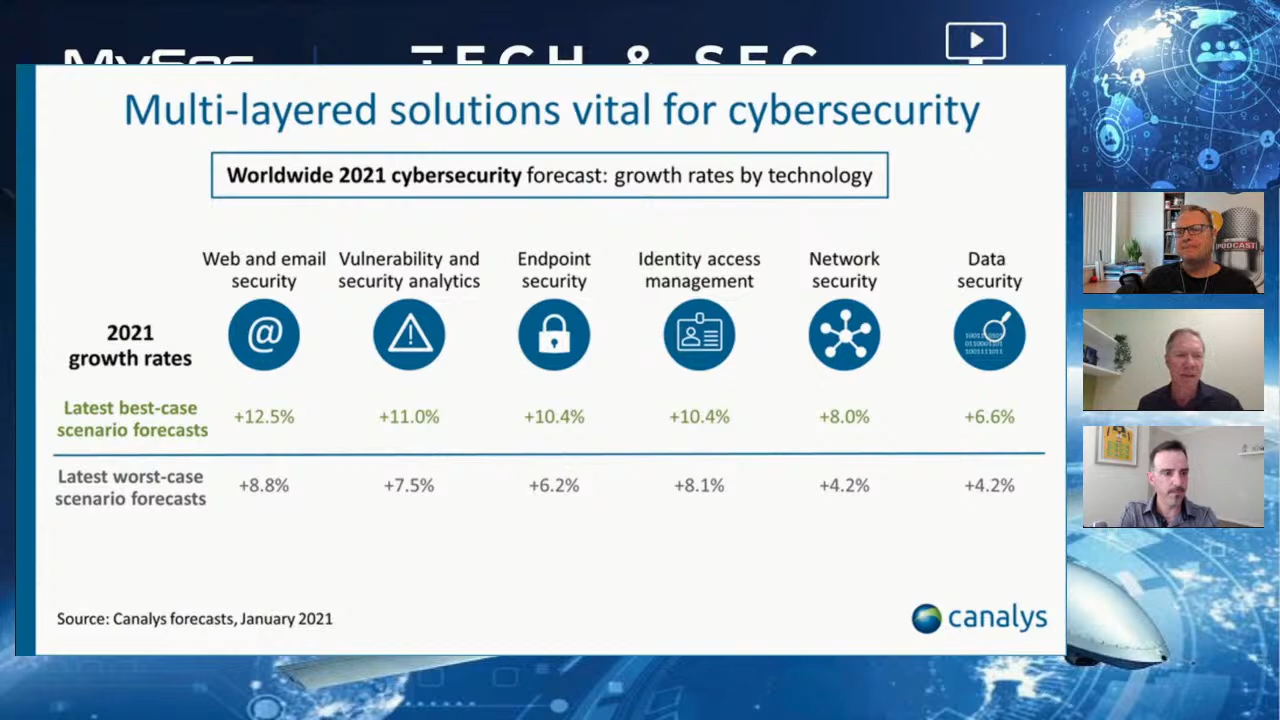 TECH & SEC
Multi-layered solutions vital for cybersecurity
Worldwide 2021 cybersecurity forecast: growth rates by technology
Web and email security
Vulnerability and security analytics
Endpoint security
Identity access management
Network security
Data security
2021 growth rates
Latest best-case scenario forecasts
+12.5%
+11.0%
+10.4%
+10.4%
+8.0%
+6.6%
Latest worst-case scenario forecasts
+8.8%
+7.5%
+6.2%
+8.1%
+4.2%
+4.2%
Source: Canalys forecasts, January 2021
canalys
PODCAST